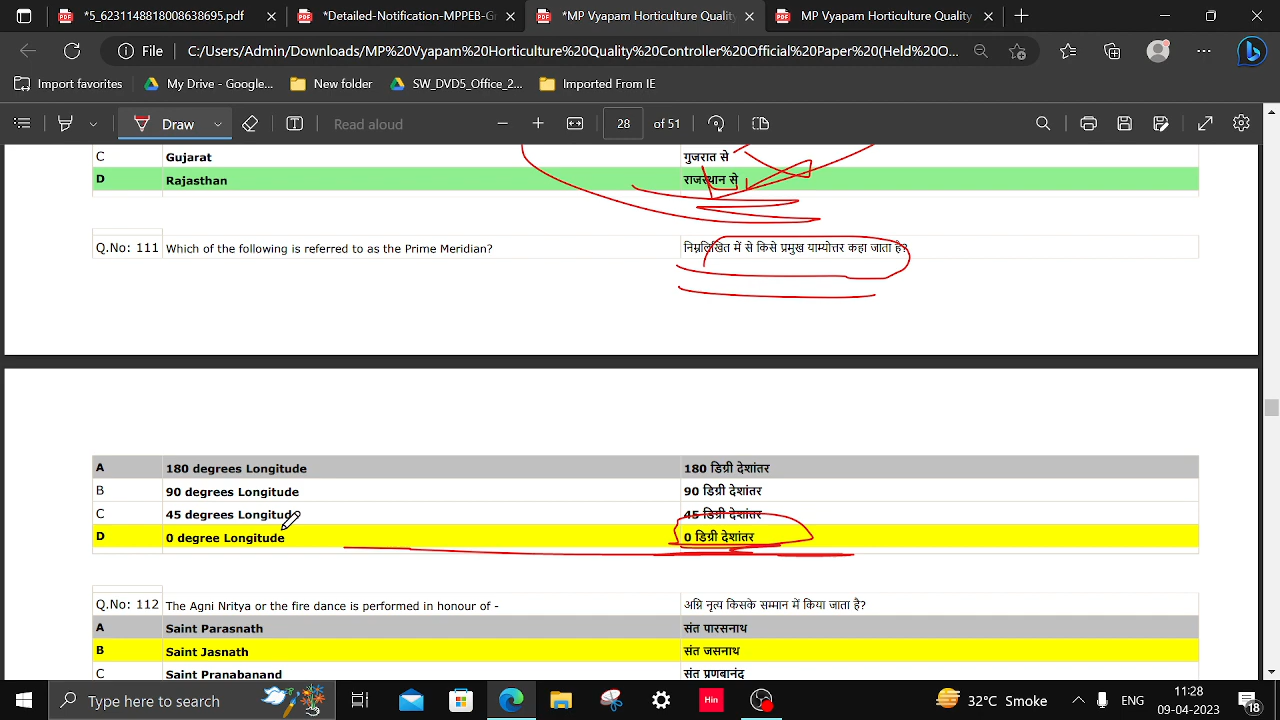 *5_6231148818008638695.pdf
*Detailed-Notification-MPPEB-G
*MP Vyapam Horticulture Quality
MP Vyapam Horticulture Quality
File C:/Users/Admin/Downloads/MP%20Vyapam%20Horticulture%20Quality%20Controller%20Official%20Paper%20(Held%20O...
Import favorites My Drive - Google... New folder SW_DVD5_Office_2... Imported From IE
Draw Read aloud 28 of 51
C Gujarat गुजरात से
D Rajasthan राजस्थान से
Q.No: 111 Which of the following is referred to as the Prime Meridian? निम्नलिखित में से किसे प्रमुख याम्योत्तर कहा जाता है?
A 180 degrees Longitude 180 डिग्री देशांतर
B 90 degrees Longitude 90 डिग्री देशांतर
C 45 degrees Longitude 45 डिग्री देशांतर
D 0 degree Longitude 0 डिग्री देशांतर
Q.No: 112 The Agni Nritya or the fire dance is performed in honour of - अग्नि नृत्य किसके सम्मान में किया जाता है?
A Saint Parasnath संत पारसनाथ
B Saint Jasnath संत जसनाथ
C Saint Pranabanand संत प्रणबानंद
Type here to search Hin 32°C Smoke ENG 11:28
09-04-2023 18